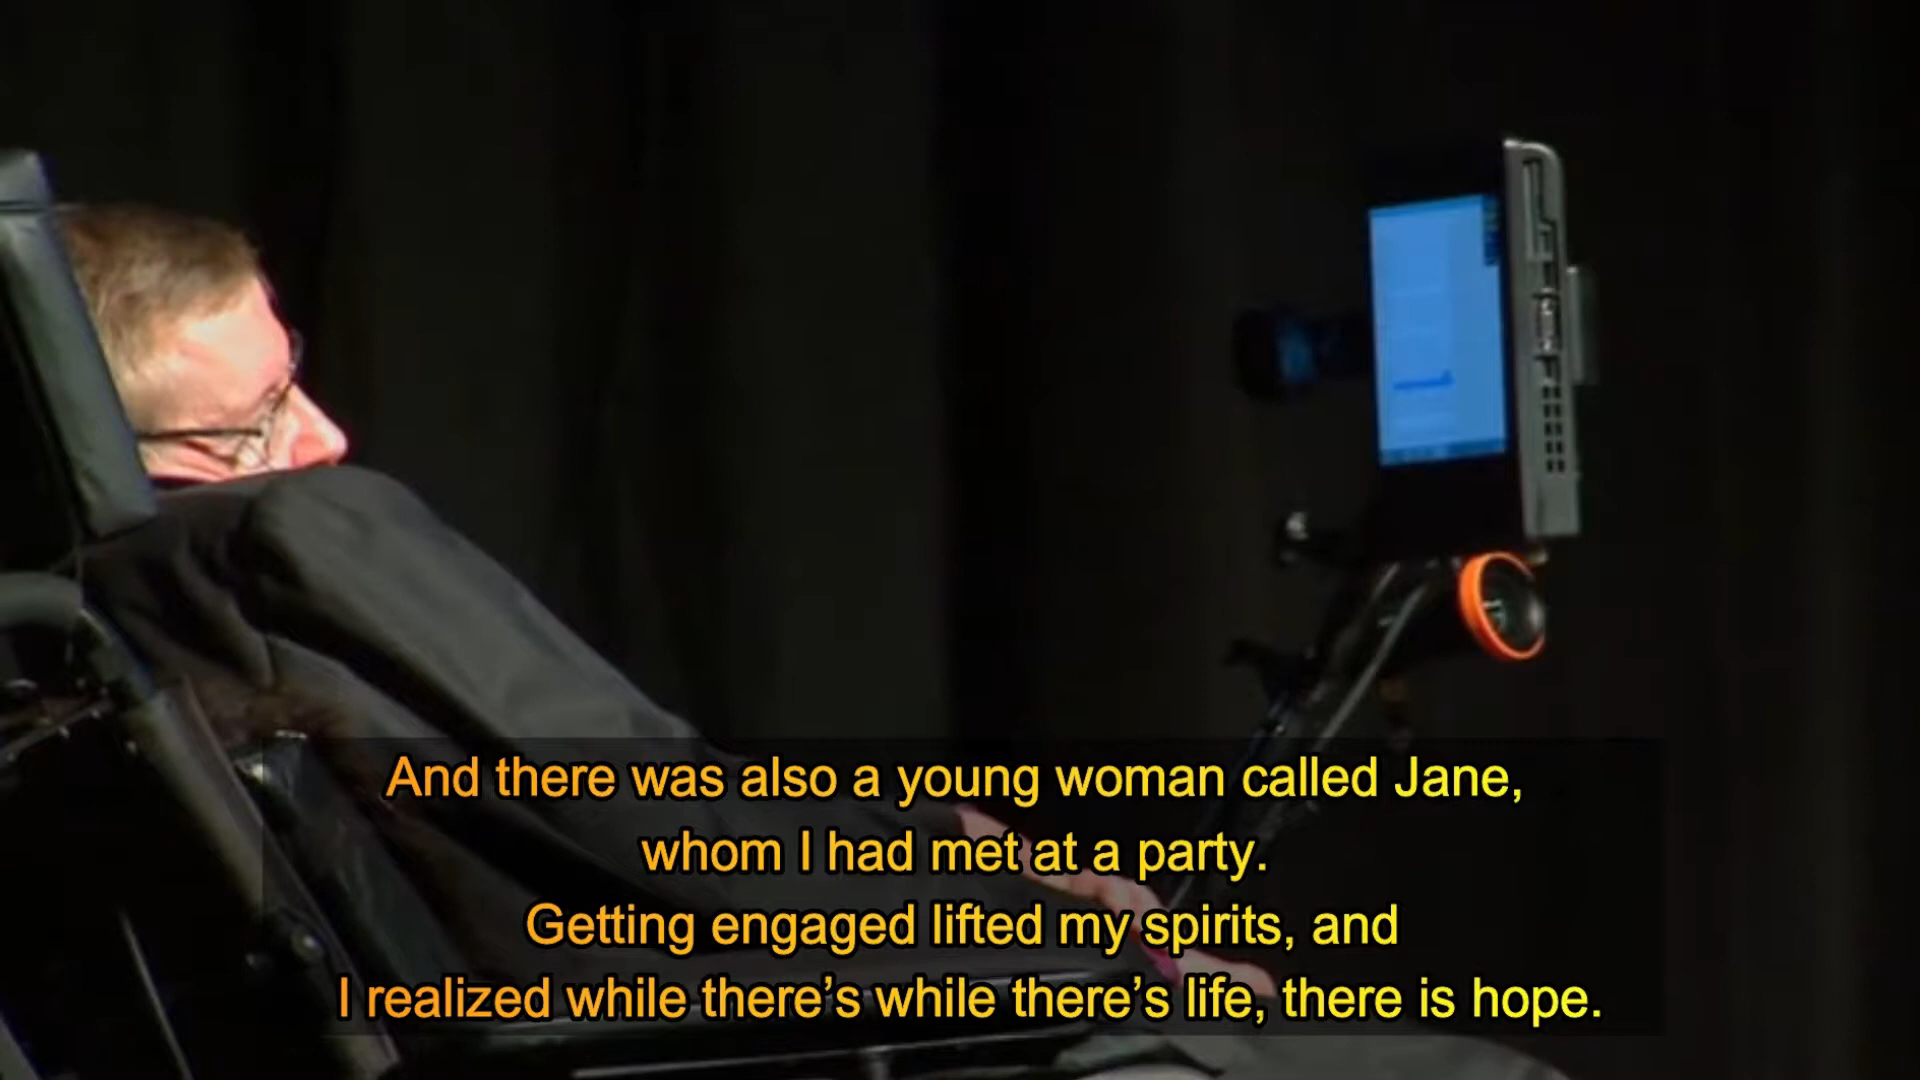 And there was also a young woman called Jane,
whom I had met at a party.
Getting engaged lifted my spirits, and
I realized while there’s while there’s life, there is hope.